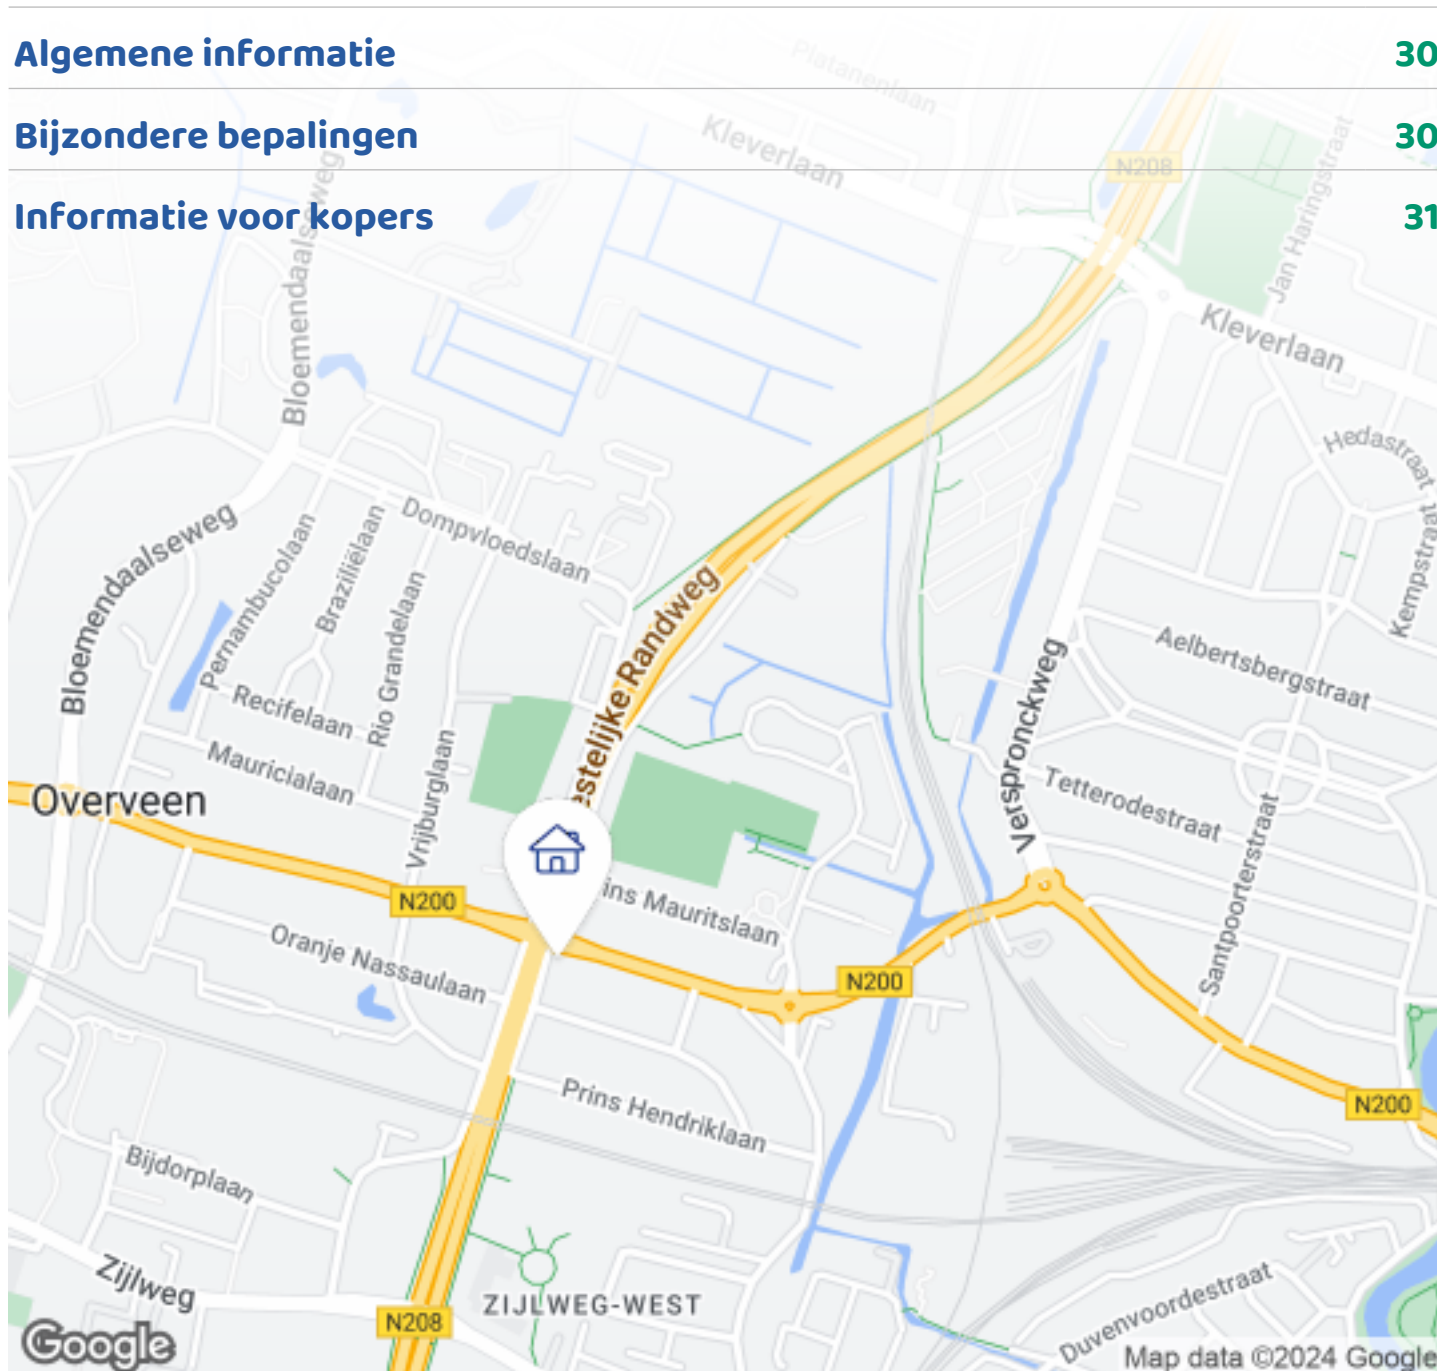 Algemene informatie 30
Bijzondere bepalingen 30
Informatie voor kopers 31
Platanenlaan
Kleverlaan
N208
Jan Haringstraat
Bloemendaalseweg
Kleverlaan
Hedastraat
Kempstraat
Bloemendaalseweg
Dompvloedslaan
Pernambucolaan
Braziliëlaan
Rio Grandelaan
Recifelaan
Mauricialaan
Vrijburglaan
estelijke Randweg
Verspronckweg
Aelbertsbergstraat
Tetterodestraat
Santpoorterstraat
Overveen
N200
ins Mauritslaan
Oranje Nassaulaan
N200
Prins Hendriklaan
N200
Bijdorplaan
Zijlweg
N208
ZIJLWEG-WEST
Duvenvoordestraat
Google
Map data ©2024 Google